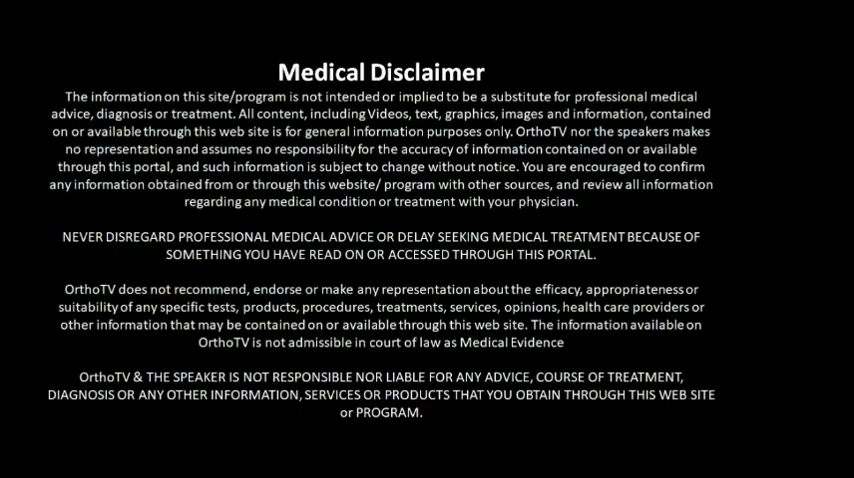 Medical Disclaimer
The information on this site/program is not intended or implied to be a substitute for professional medical
advice, diagnosis or treatment. All content, including Videos, text, graphics, images and information, contained
on or available through this web site is for general information purposes only. OrthoTV nor the speakers makes
no representation and assumes no responsibility for the accuracy of information contained on or available
through this portal, and such information is subject to change without notice. You are encouraged to confirm
any information obtained from or through this website/ program with other sources, and review all information
regarding any medical condition or treatment with your physician.
NEVER DISREGARD PROFESSIONAL MEDICAL ADVICE OR DELAY SEEKING MEDICAL TREATMENT BECAUSE OF
SOMETHING YOU HAVE READ ON OR ACCESSED THROUGH THIS PORTAL.
OrthoTV does not recommend, endorse or make any representation about the efficacy, appropriateness or
suitability of any specific tests, products, procedures, treatments, services, opinions, health care providers or
other information that may be contained on or available through this web site. The information available on
OrthoTV is not admissible in court of law as Medical Evidence
OrthoTV & THE SPEAKER IS NOT RESPONSIBLE NOR LIABLE FOR ANY ADVICE, COURSE OF TREATMENT,
DIAGNOSIS OR ANY OTHER INFORMATION, SERVICES OR PRODUCTS THAT YOU OBTAIN THROUGH THIS WEB SITE
or PROGRAM.